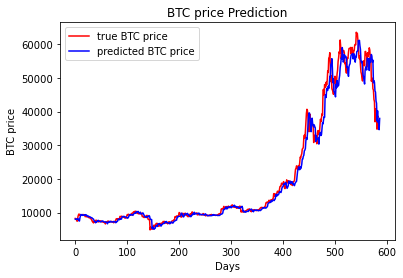 BTC price Prediction
true BTC price
predicted BTC price
60000
50000
40000
30000
20000
10000
BTC price
0 100 200 300 400 500 600
Days